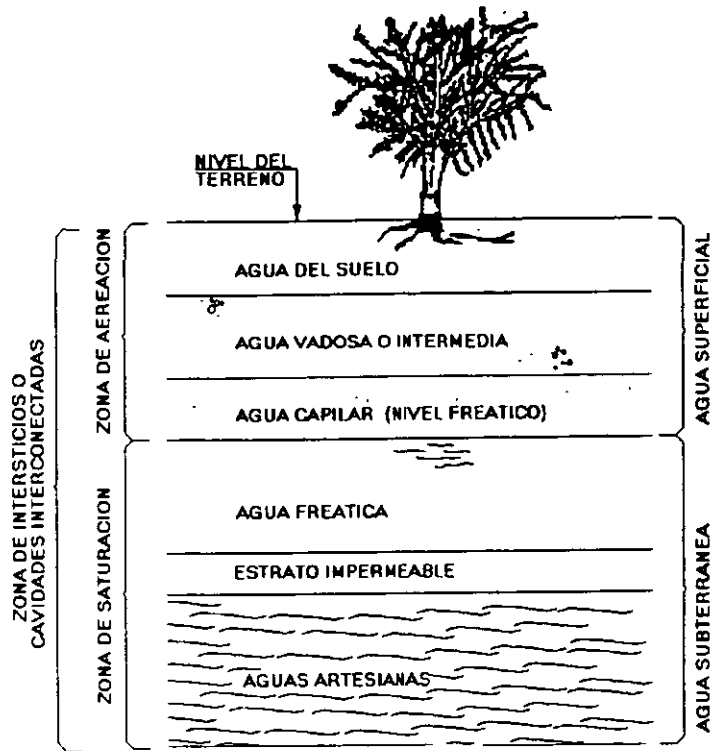 NIVEL DEL
TERRENO
ZONA DE INTERSTICIOS O
CAVIDADES INTERCONECTADAS
ZONA DE AEREACION
AGUA DEL SUELO
AGUA VADOSA O INTERMEDIA
AGUA CAPILAR (NIVEL FREATICO)
AGUA SUPERFICIAL
ZONA DE SATURACION
AGUA FREATICA
ESTRATO IMPERMEABLE
AGUAS ARTESIANAS
AGUA SUBTERRANEA